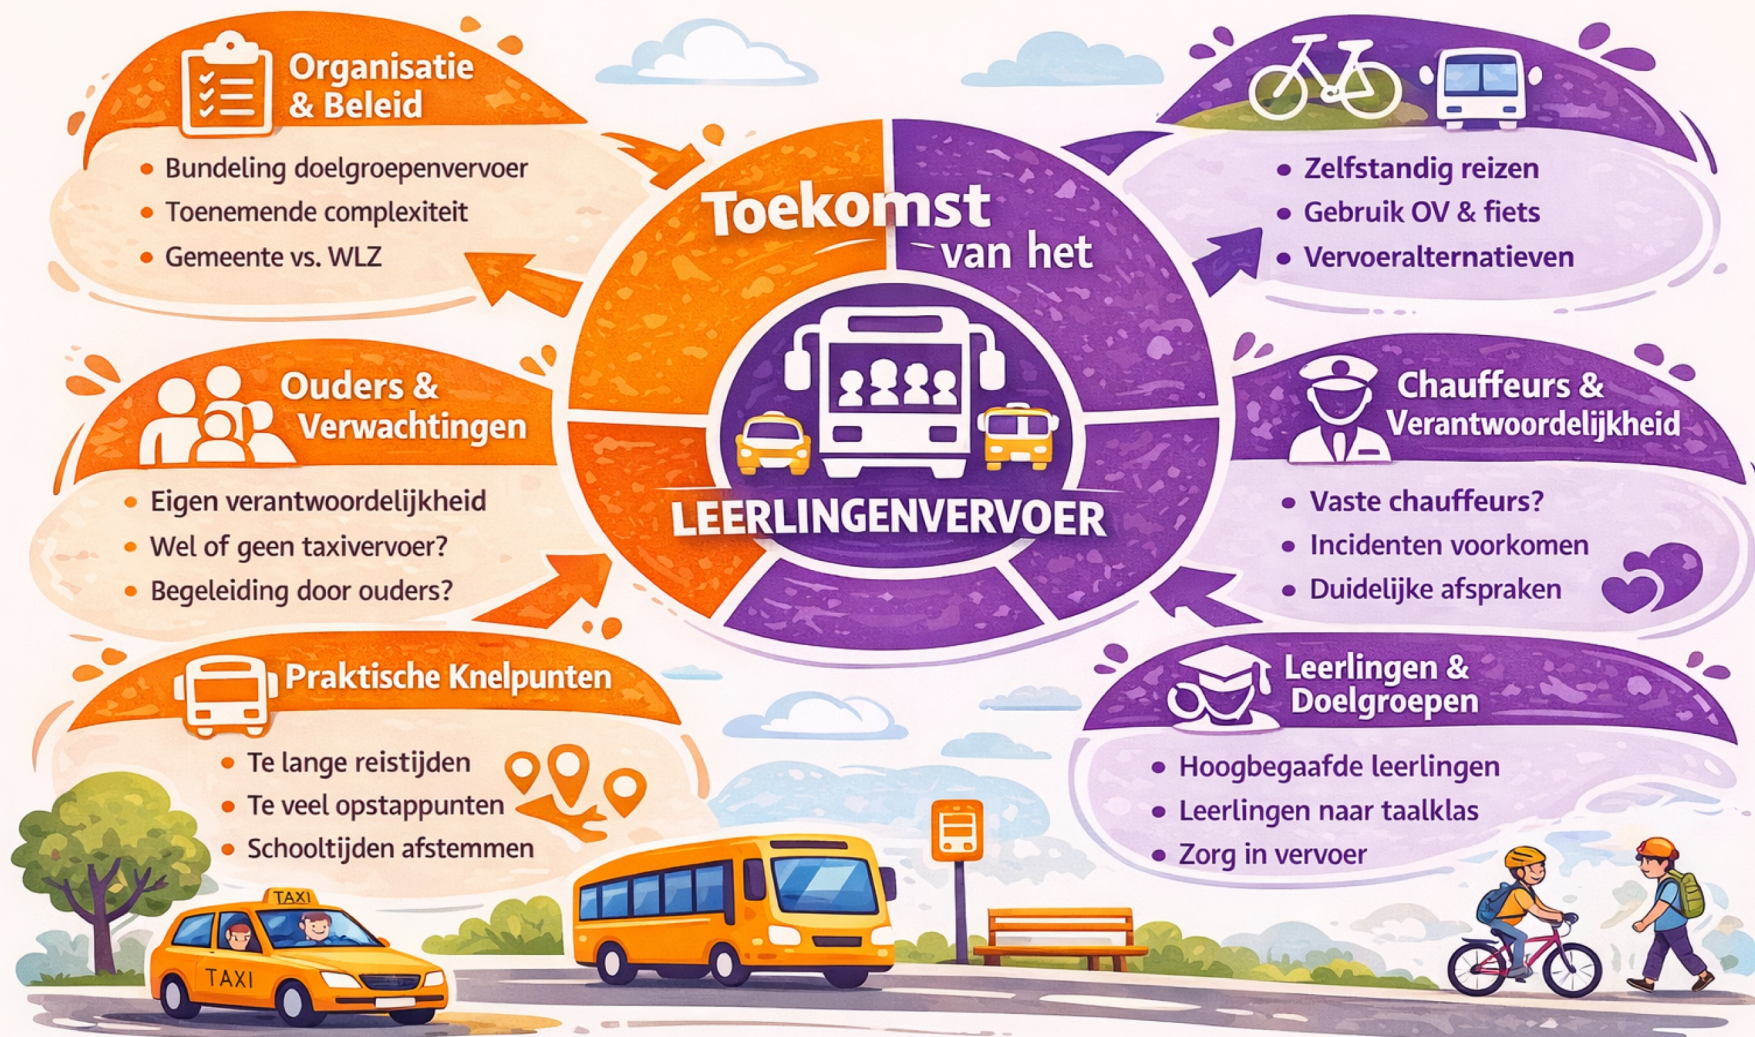 Toekomst
van het
LEERLINGENVERVOER
Organisatie
& Beleid
• Bundeling doelgroepenvervoer
• Toenemende complexiteit
• Gemeente vs. WLZ
Ouders &
Verwachtingen
• Eigen verantwoordelijkheid
• Wel of geen taxivervoer?
• Begeleiding door ouders?
Praktische Knelpunten
• Te lange reistijden
• Te veel opstappunten
• Schooltijden afstemmen
• Zelfstandig reizen
• Gebruik OV & fiets
• Vervoeralternatieven
Chauffeurs &
Verantwoordelijkheid
• Vaste chauffeurs?
• Incidenten voorkomen
• Duidelijke afspraken
Leerlingen &
Doelgroepen
• Hoogbegaafde leerlingen
• Leerlingen naar taalklas
• Zorg in vervoer
TAXI
TAXI